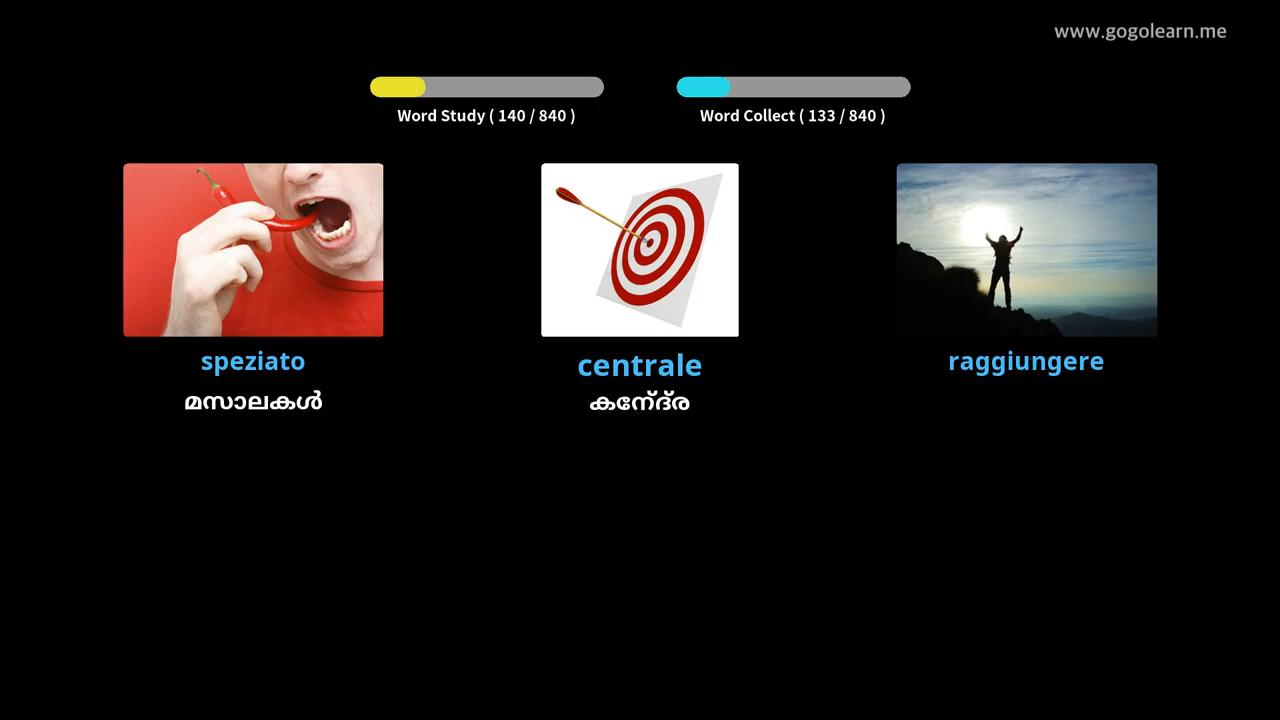 www.gogolearn.me
Word Study ( 140 / 840 )
Word Collect ( 133 / 840 )
speziato
centrale
raggiungere
മസാലകൾ
കേന്ദ്ര